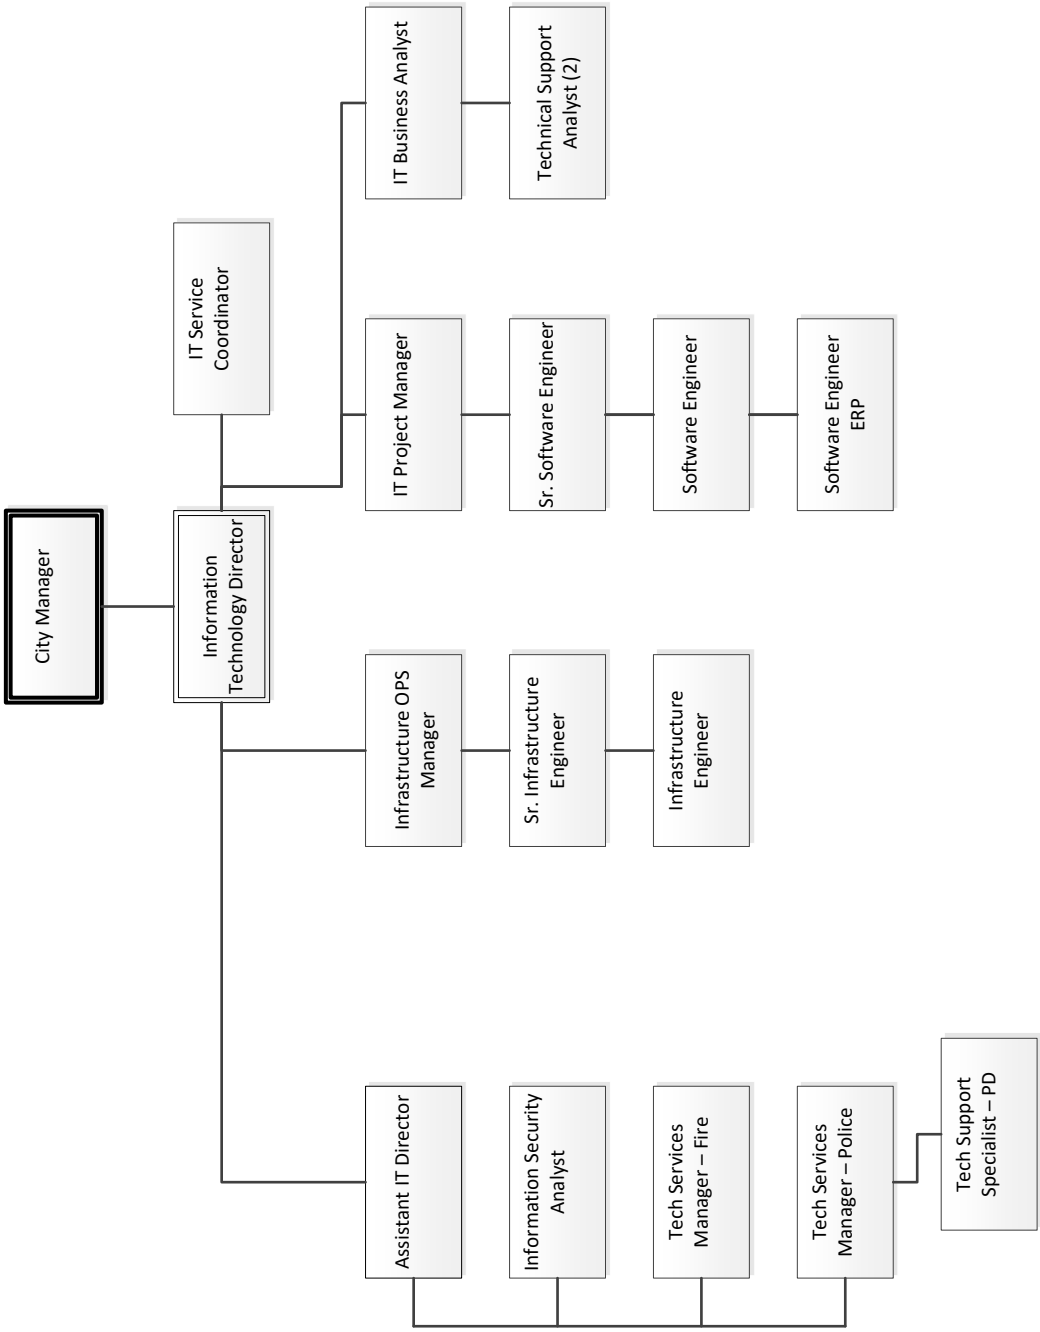 City Manager
Information
Technology Director
IT Service
Coordinator
Assistant IT Director
Infrastructure OPS
Manager
IT Project Manager
IT Business Analyst
Information Security
Analyst
Sr. Infrastructure
Engineer
Sr. Software Engineer
Technical Support
Analyst (2)
Tech Services
Manager – Fire
Infrastructure
Engineer
Software Engineer
Tech Services
Manager – Police
Software Engineer
ERP
Tech Support
Specialist – PD